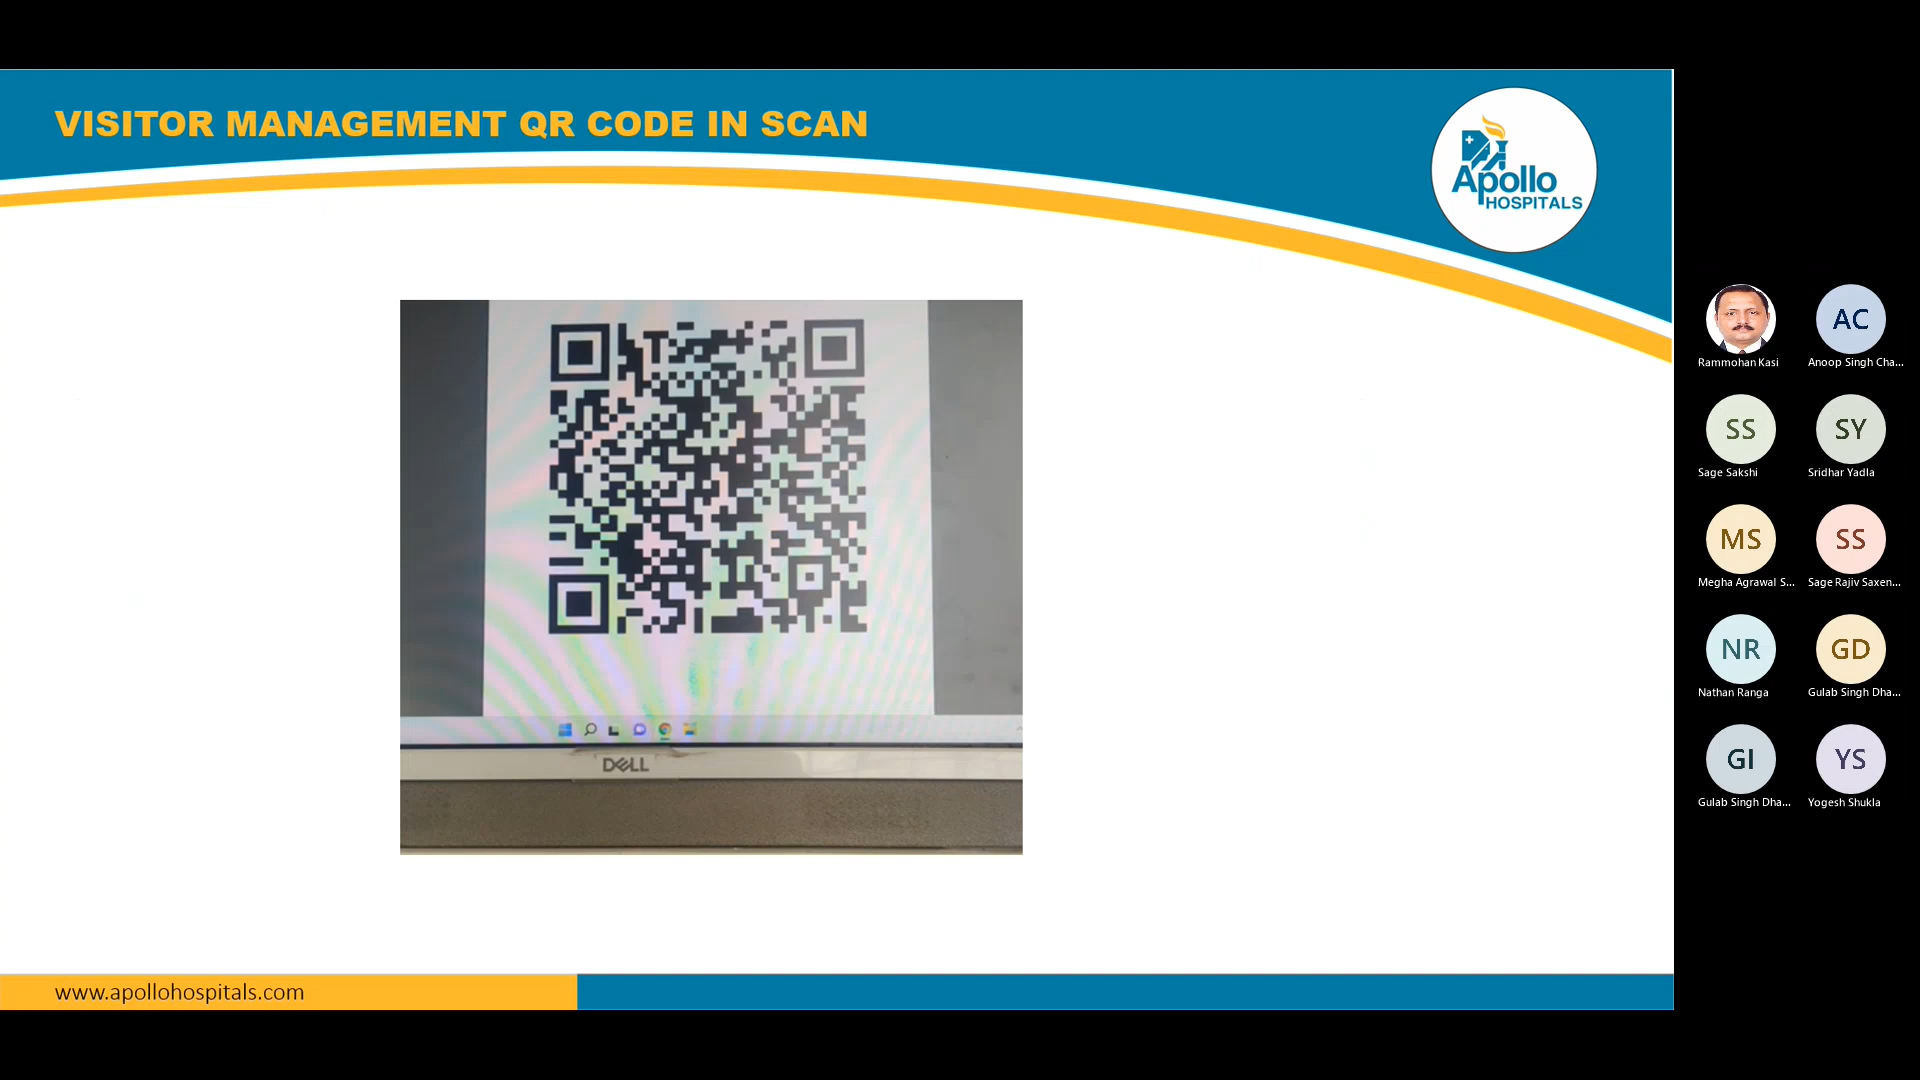 VISITOR MANAGEMENT QR CODE IN SCAN
Apollo
HOSPITALS
DELL
www.apollohospitals.com
Rammohan Kasi
AC
Anoop Singh Cha...
SS
Sage Sakshi
SY
Sridhar Yadla
MS
Megha Agrawal S...
SS
Sage Rajiv Saxen...
NR
Nathan Ranga
GD
Gulab Singh Dha...
GI
Gulab Singh Dha...
YS
Yogesh Shukla